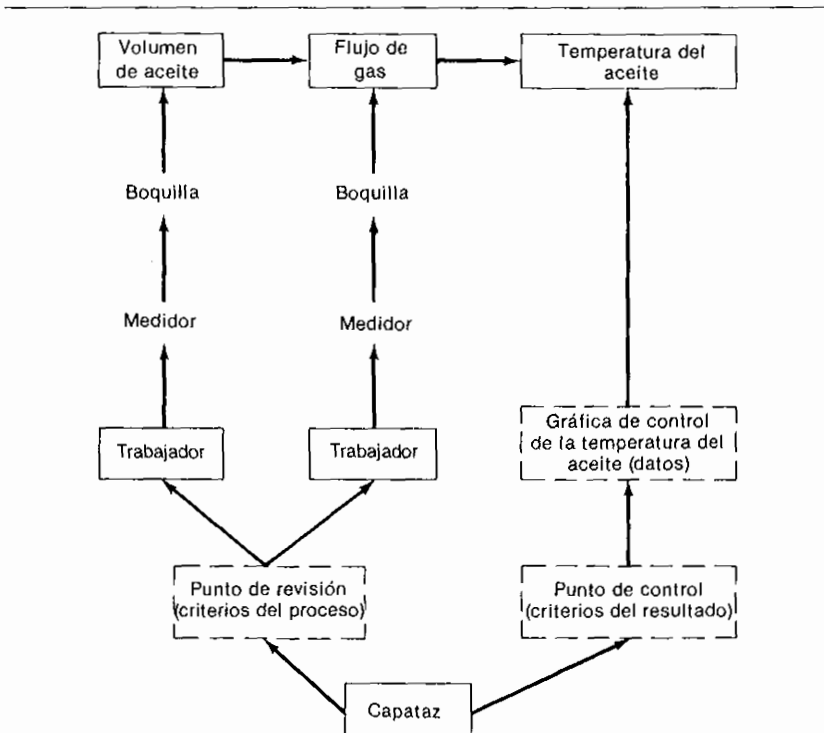 Volumen
de aceite
Flujo de
gas
Temperatura del
aceite
Boquilla
Boquilla
Medidor
Medidor
Trabajador
Trabajador
Gráfica de control
de la temperatura del
aceite (datos)
Punto de revisión
(criterios del proceso)
Punto de control
(criterios del resultado)
Capataz